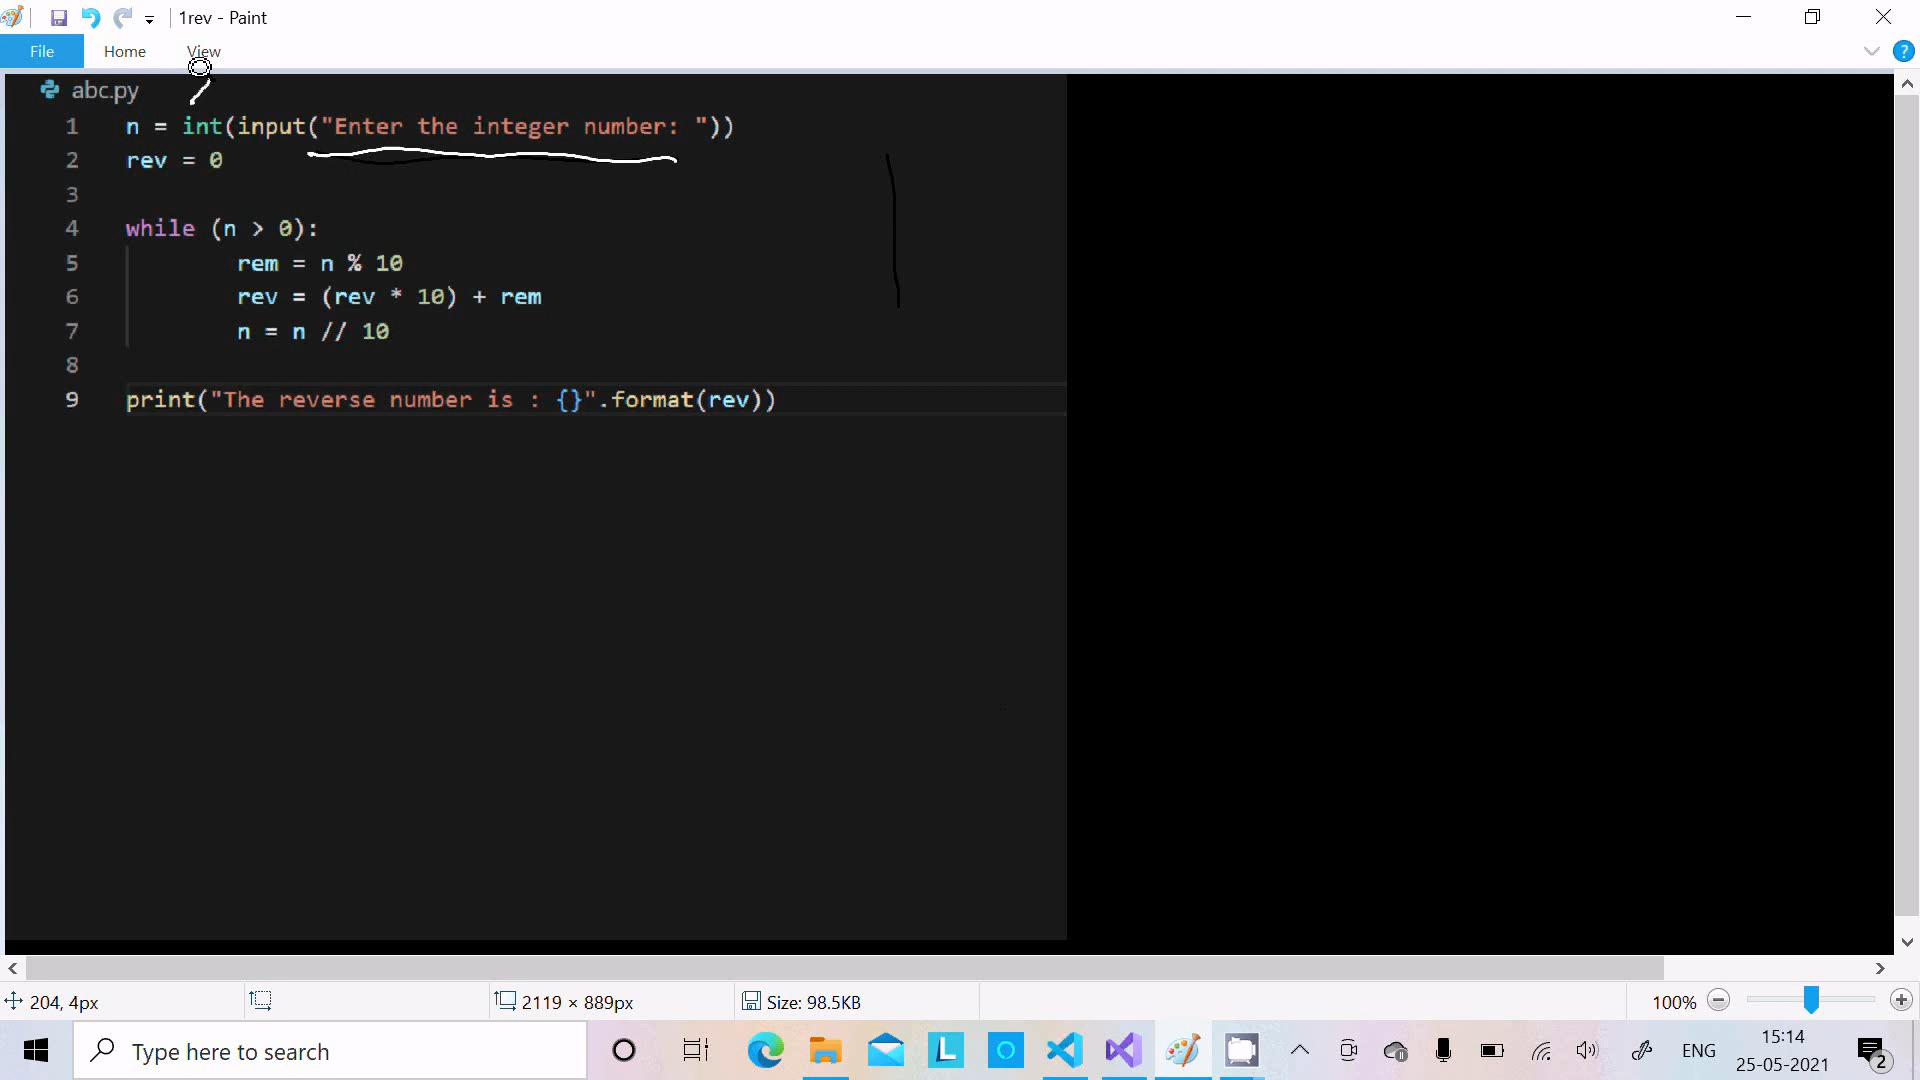 1rev - Paint
File Home View
abc.py
1 n = int(input("Enter the integer number: "))
2 rev = 0
3
4 while (n > 0):
5 rem = n % 10
6 rev = (rev * 10) + rem
7 n = n // 10
8
9 print("The reverse number is : {}".format(rev))
204, 4px 2119 × 889px Size: 98.5KB 100%
Type here to search
L
ENG
15:14
25-05-2021
2